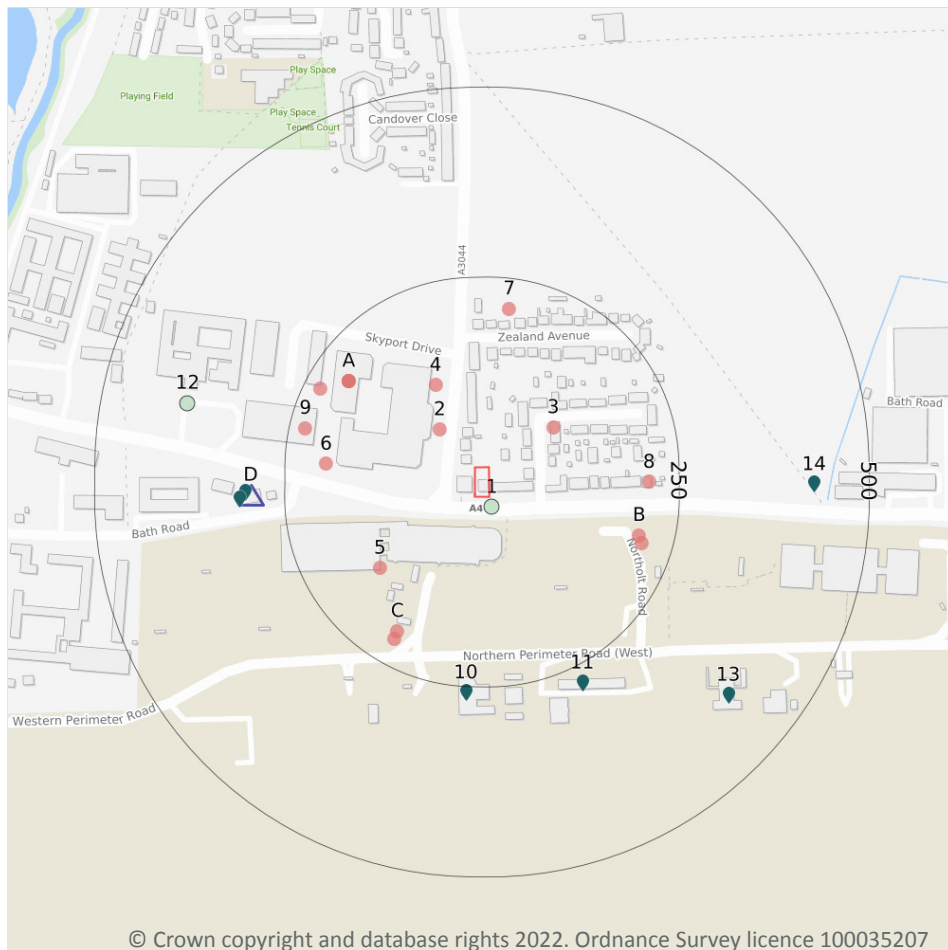 Play Space
Playing Field
Play Space
Tennis Court
Candover Close
A3044
7
Skyport Drive
Zealand Avenue
A
4
12
Bath Road
9
2
3
6
14
D
1
8
250
500
A4
Bath Road
B
5
Northolt Road
C
Northern Perimeter Road (West)
10
11
13
Western Perimeter Road
© Crown copyright and database rights 2022. Ordnance Survey licence 100035207